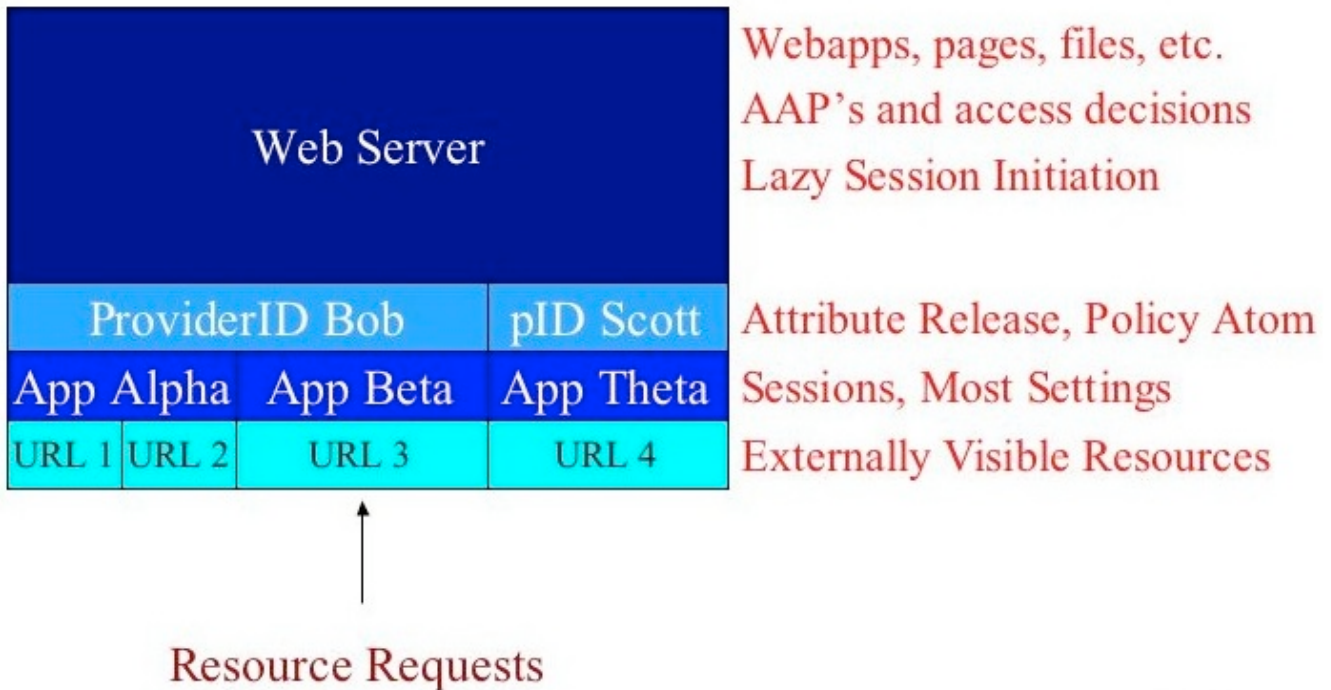 Webapps, pages, files, etc.
AAP's and access decisions
Web Server
Lazy Session Initiation
ProviderID Bob
pID Scott
Attribute Release, Policy Atom
App Alpha
App Beta
App Theta
Sessions, Most Settings
URL 1
URL 2
URL 3
URL 4
Externally Visible Resources
Resource Requests